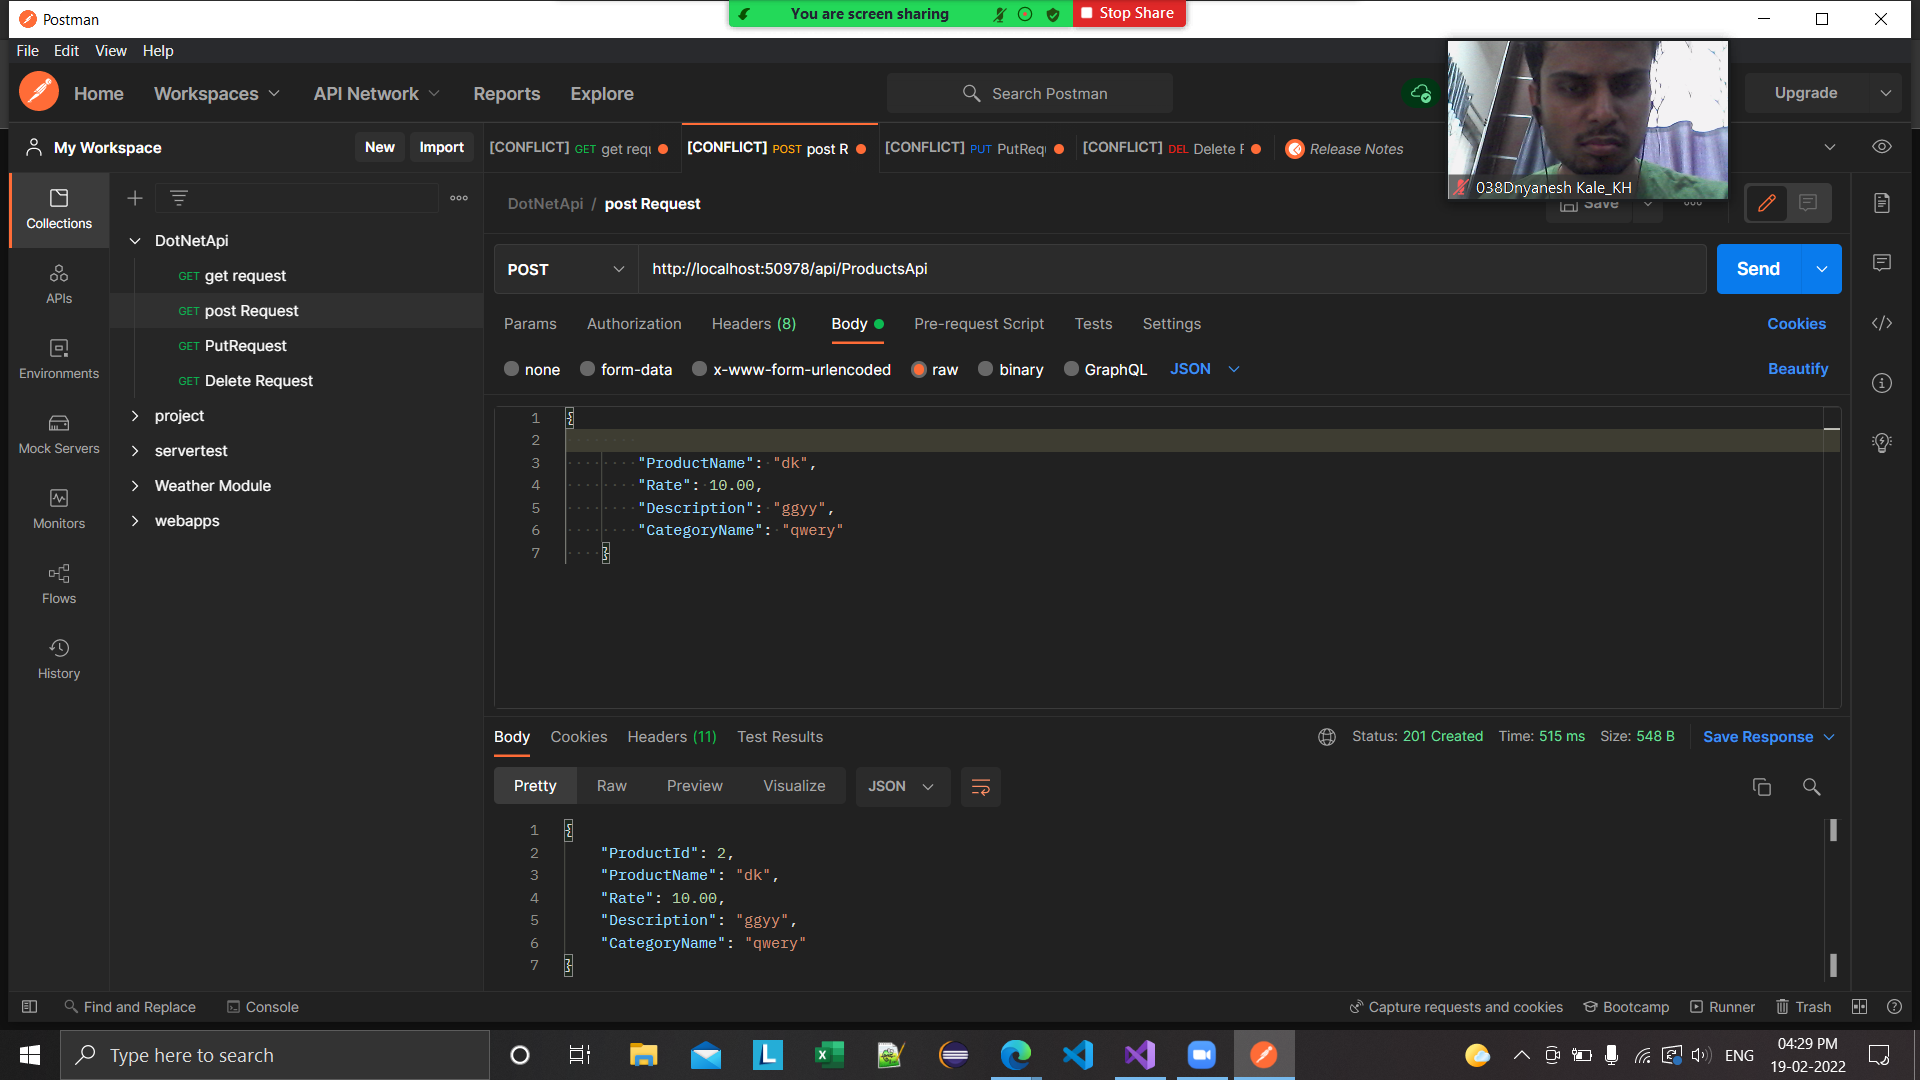 Postman
You are screen sharing
Stop Share
File Edit View Help
Home Workspaces API Network Reports Explore
Search Postman
Upgrade
My Workspace
New Import
[CONFLICT] GET get requ
[CONFLICT] POST post R
[CONFLICT] PUT PutReq
[CONFLICT] DEL Delete
Release Notes
038Dnyanesh Kale_KH
Collections
APIs
Environments
Mock Servers
Monitors
Flows
History
DotNetApi
GET get request
GET post Request
GET PutRequest
GET Delete Request
project
servertest
Weather Module
webapps
DotNetApi / post Request
Save
POST http://localhost:50978/api/ProductsApi
Send
Params Authorization Headers (8) Body Pre-request Script Tests Settings
Cookies
none form-data x-www-form-urlencoded raw binary GraphQL JSON
Beautify
1 {
2
3 "ProductName": "dk",
4 "Rate": 10.00,
5 "Description": "ggyy",
6 "CategoryName": "qwery"
7 }
Body Cookies Headers (11) Test Results
Status: 201 Created Time: 515 ms Size: 548 B Save Response
Pretty Raw Preview Visualize JSON
1 {
2 "ProductId": 2,
3 "ProductName": "dk",
4 "Rate": 10.00,
5 "Description": "ggyy",
6 "CategoryName": "qwery"
7 }
Find and Replace Console
Capture requests and cookies Bootcamp Runner Trash
Type here to search
L
ENG
04:29 PM
19-02-2022